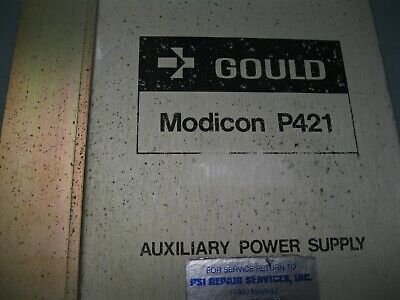 GOULD
Modicon P421
AUXILIARY POWER SUPPLY
FOR SERVICE RETURN TO
PSI REPAIR SERVICES, INC.